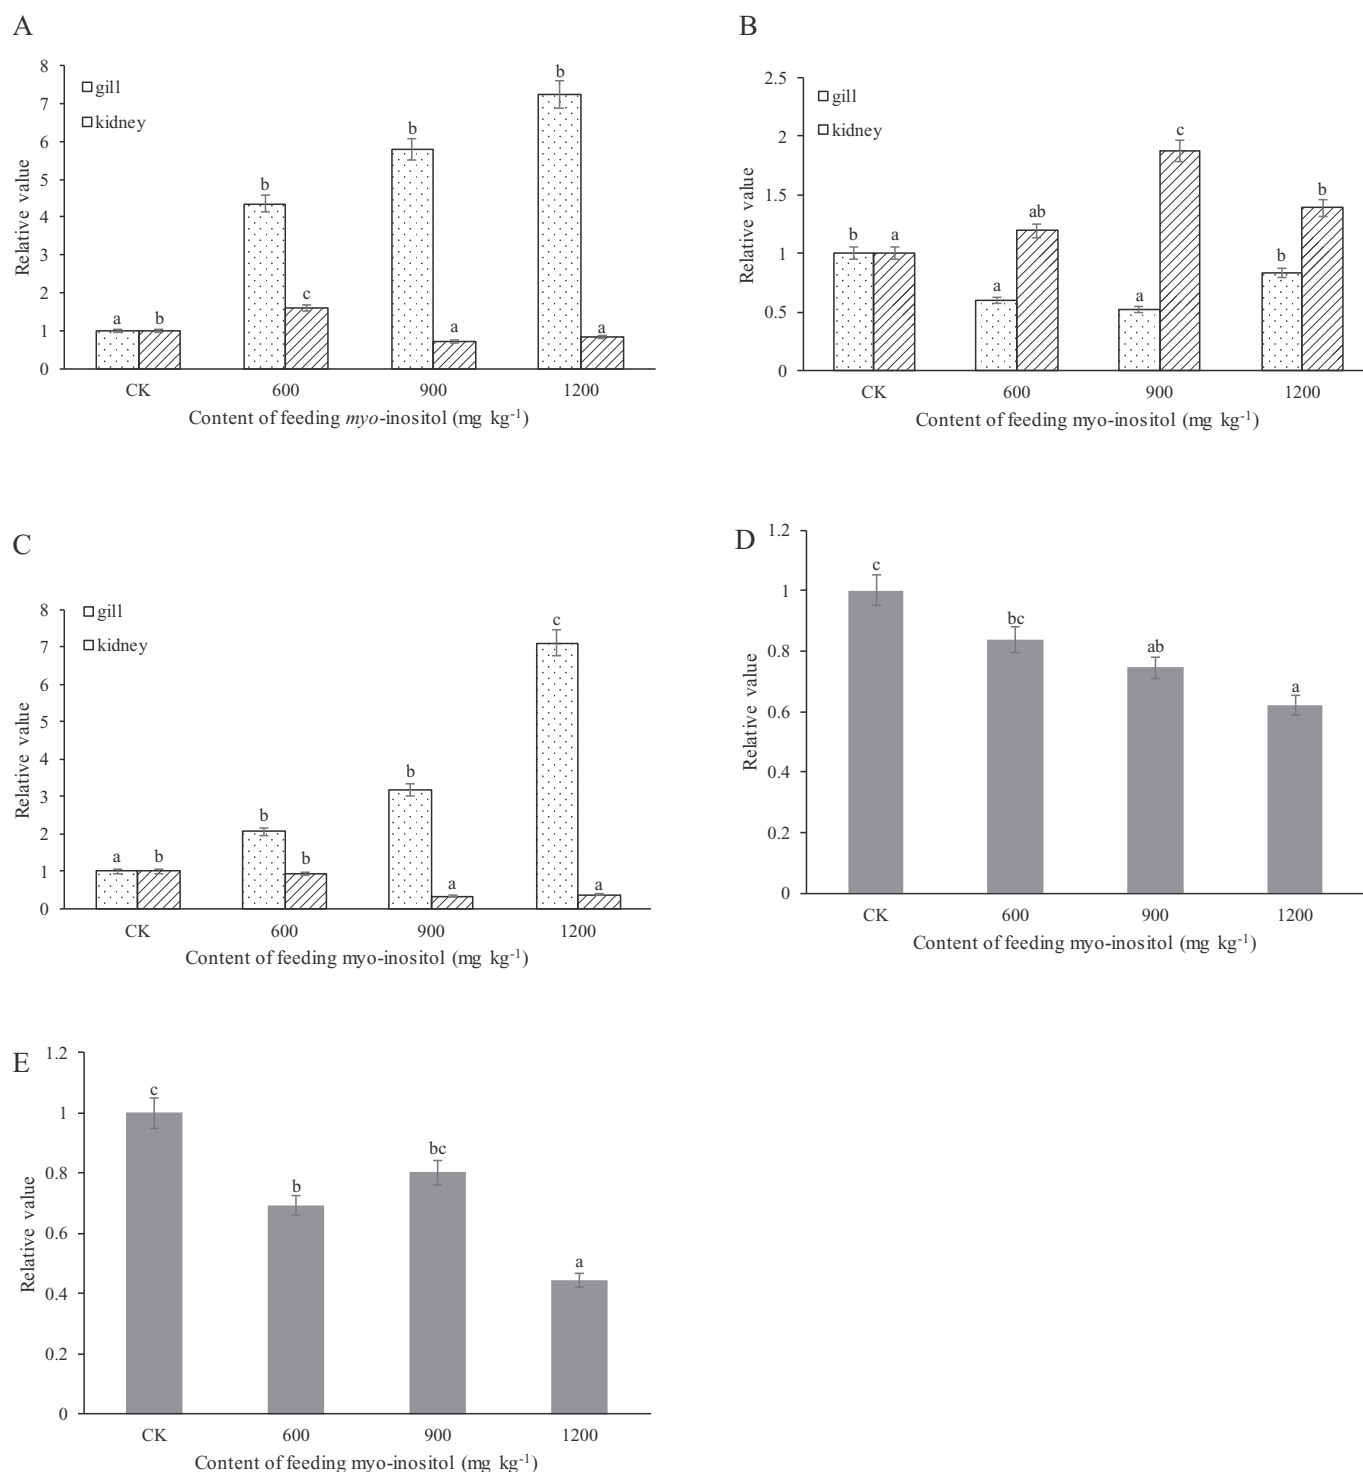 A
8
7
6
5
4
3
2
1
0
Relative value
gill
kidney
a
b
b
c
b
a
b
a
CK
600
900
1200
Content of feeding myo-inositol (mg kg-1)
B
2.5
2
1.5
1
0.5
0
Relative value
gill
kidney
b
a
a
ab
a
c
b
b
CK
600
900
1200
Content of feeding myo-inositol (mg kg-1)
C
8
7
6
5
4
3
2
1
0
Relative value
gill
kidney
a
b
b
b
b
a
c
a
CK
600
900
1200
Content of feeding myo-inositol (mg kg-1)
D
1.2
1
0.8
0.6
0.4
0.2
0
Relative value
c
bc
ab
a
CK
600
900
1200
Content of feeding myo-inositol (mg kg-1)
E
1.2
1
0.8
0.6
0.4
0.2
0
Relative value
c
b
bc
a
CK
600
900
1200
Content of feeding myo-inositol (mg kg-1)